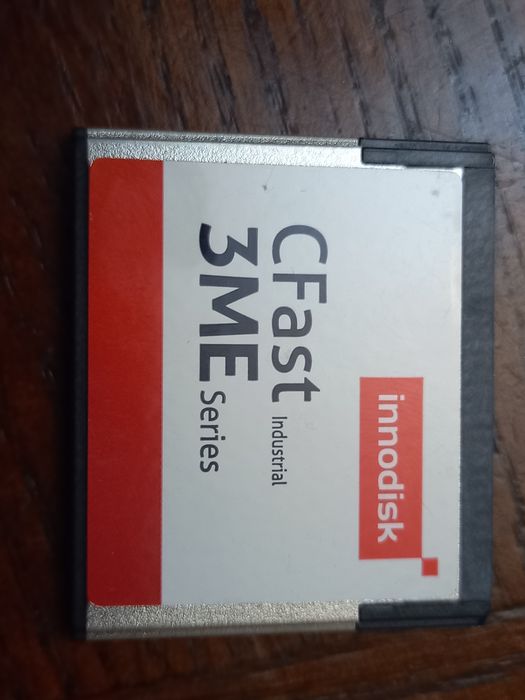 innodisk
CFast Industrial
3ME Series